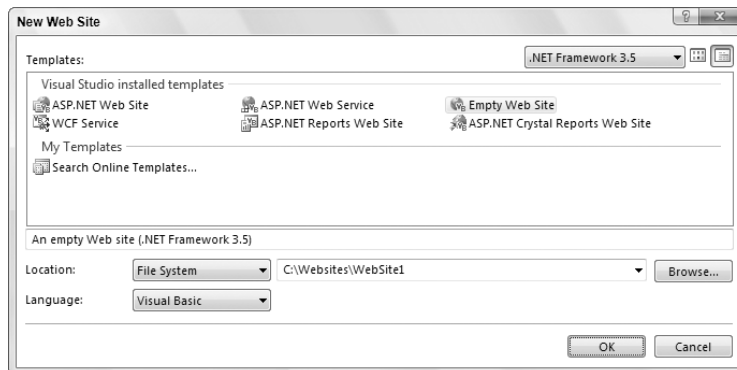 New Web Site
Templates:
.NET Framework 3.5
Visual Studio installed templates
ASP.NET Web Site
ASP.NET Web Service
Empty Web Site
WCF Service
ASP.NET Reports Web Site
ASP.NET Crystal Reports Web Site
My Templates
Search Online Templates...
An empty Web site (.NET Framework 3.5)
Location:
File System
C:\Websites\WebSite1
Browse...
Language:
Visual Basic
OK
Cancel